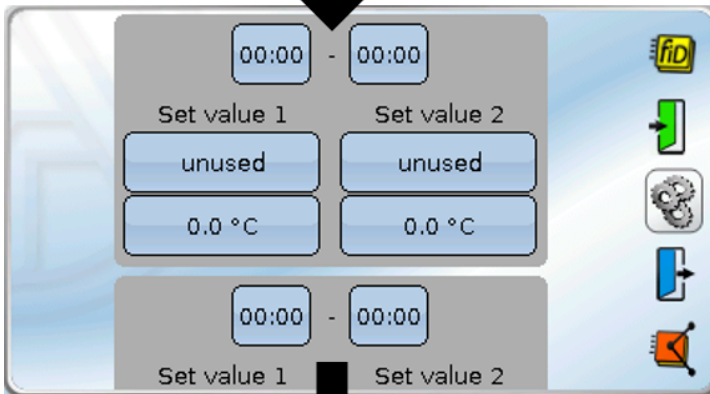 00:00 - 00:00
Set value 1 Set value 2
unused unused
0.0 °C 0.0 °C
00:00 - 00:00
Set value 1 Set value 2
fiD